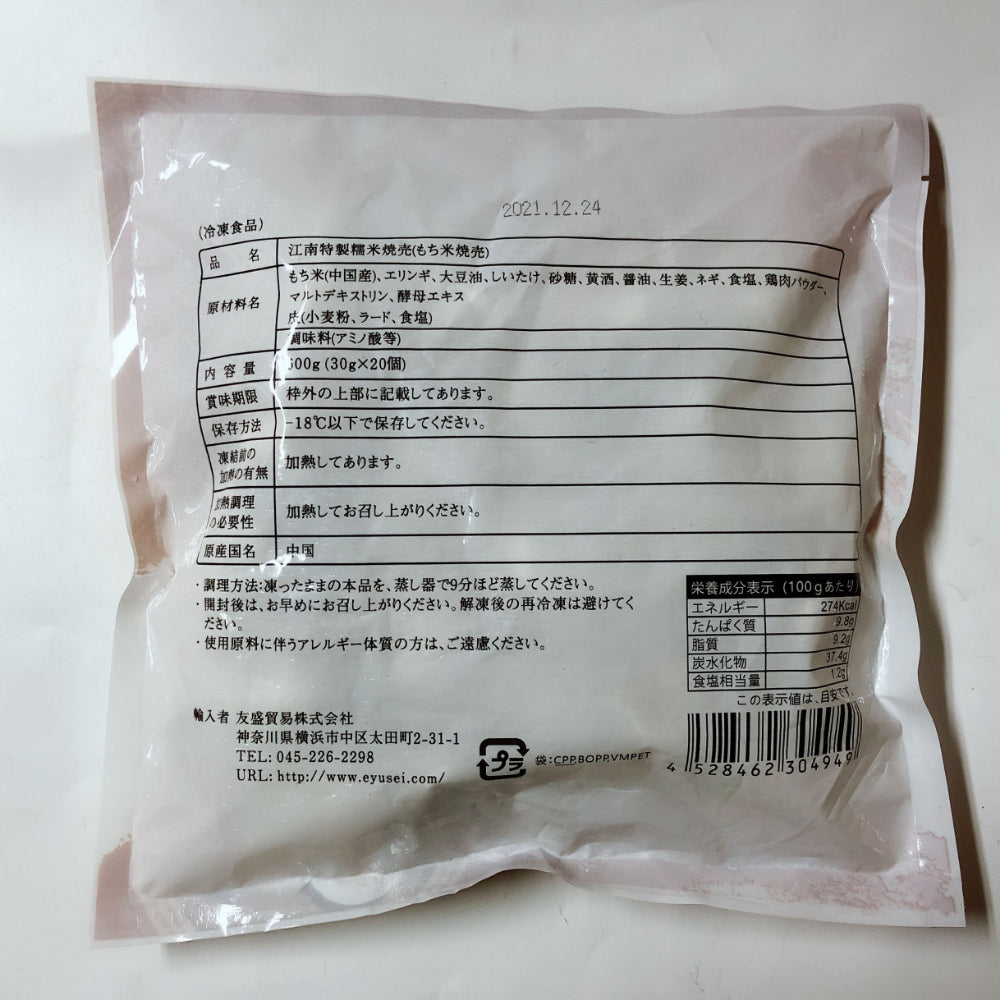 2021.12.24
(冷凍食品)
品 名 江南特製糯米焼売(もち米焼売)
原材料名 もち米(中国産)、エリンギ、大豆油、しいたけ、砂糖、黄酒、醤油、生姜、ネギ、食塩、鶏肉パウダー、
マルトデキストリン、酵母エキス
皮(小麦粉、ラード、食塩)
調味料(アミノ酸等)
内容量 600g (30g×20個)
賞味期限 枠外の上部に記載してあります。
保存方法 -18℃以下で保存してください。
凍結前の
加熱の有無 加熱してあります。
加熱調理
の必要性 加熱してお召し上がりください。
原産国名 中国
・調理方法:凍ったままの本品を、蒸し器で9分ほど蒸してください。
・開封後は、お早めにお召し上がりください。解凍後の再冷凍は避けてく
ださい。
・使用原料に伴うアレルギー体質の方は、ご遠慮ください。
栄養成分表示 (100gあたり)
エネルギー 274Kcal
たんぱく質 9.8g
脂質 9.2g
炭水化物 37.4g
食塩相当量 1.2g
この表示値は、目安です。
輸入者 友盛貿易株式会社
神奈川県横浜市中区太田町2-31-1
TEL: 045-226-2298
URL: http://www.eyusei.com/
プラ
袋:CPP,BOPP,VMPET
4 528462 304949